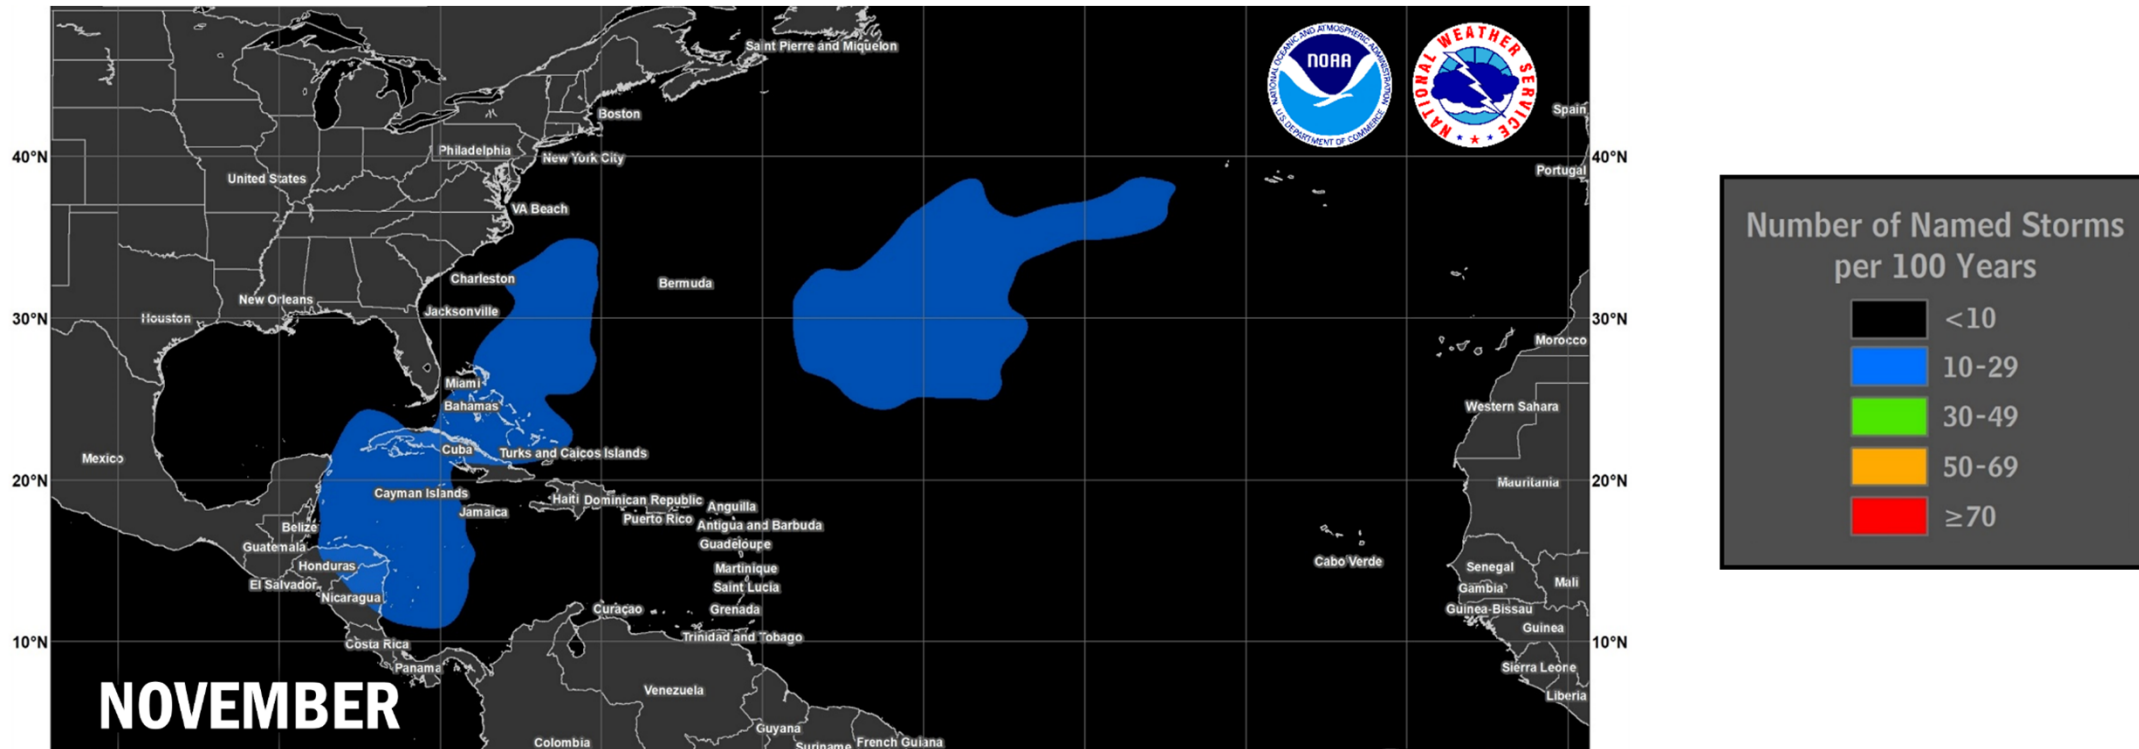 Saint Pierre and Miquelon
NOAA
NATIONAL OCEANIC AND ATMOSPHERIC ADMINISTRATION
U.S. DEPARTMENT OF COMMERCE
NATIONAL WEATHER SERVICE
Boston
Spain
Philadelphia
New York City
40°N
40°N
Portugal
United States
VA Beach
Charleston
Bermuda
New Orleans
Jacksonville
Houston
30°N
30°N
Morocco
Miami
Bahamas
Western Sahara
Cuba
Turks and Caicos Islands
Mexico
20°N
20°N
Mauritania
Cayman Islands
Haiti
Dominican Republic
Anguilla
Jamaica
Puerto Rico
Antigua and Barbuda
Belize
Guatemala
Guadeloupe
Honduras
Martinique
Cabo Verde
Senegal
El Salvador
Saint Lucia
Gambia
Mali
Nicaragua
Curaçao
Grenada
Guinea-Bissau
Guinea
10°N
10°N
Costa Rica
Trinidad and Tobago
Panama
Sierra Leone
Venezuela
Liberia
NOVEMBER
Guyana
Colombia
Suriname
French Guiana
Number of Named Storms
per 100 Years
<10
10-29
30-49
50-69
≥70